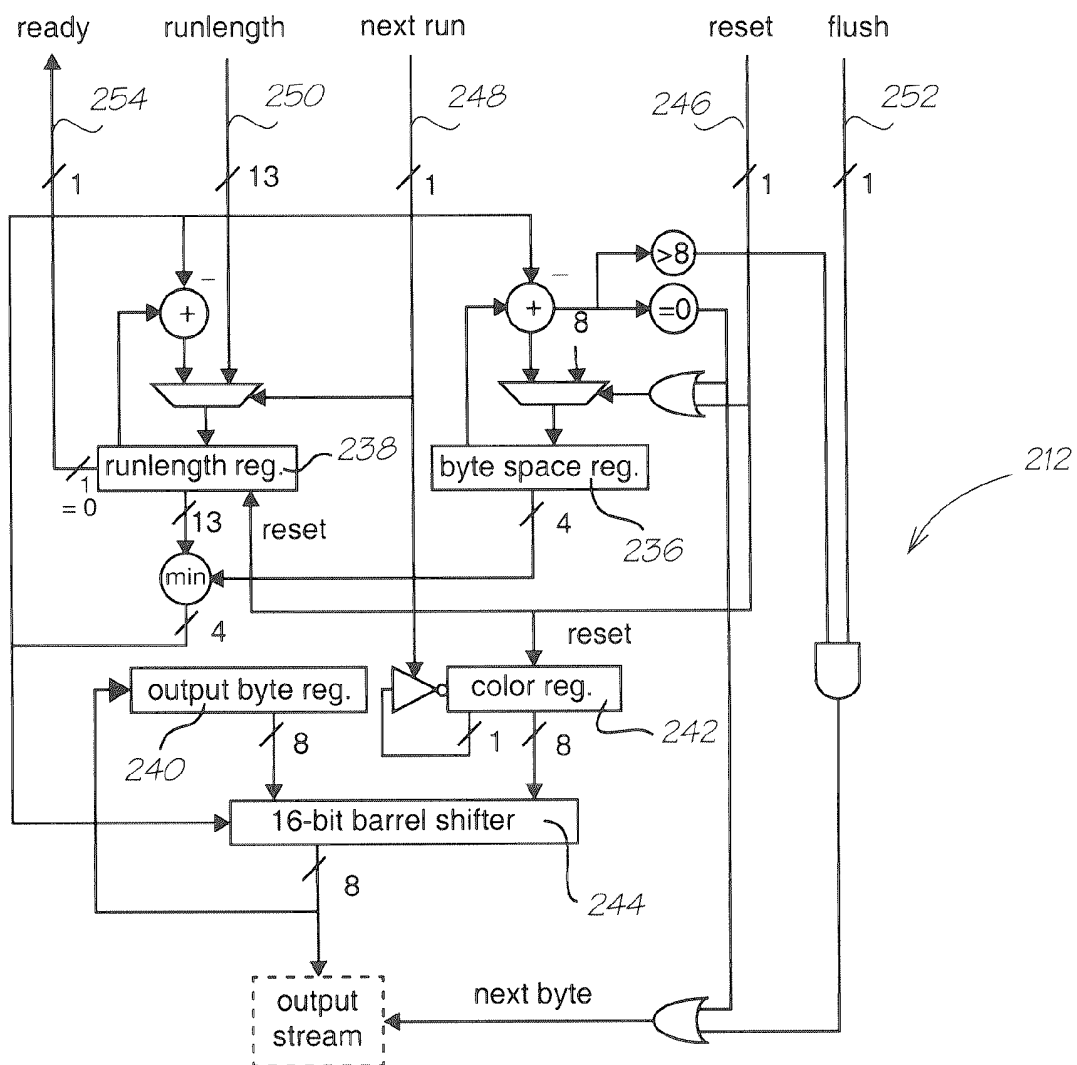 ready runlength next run reset flush
254 250 248 246 252
1 13 1 1 1
− −
>8
+ + =0
8
runlength reg. 238 byte space reg. 212
1
= 0
13 reset 4 236
min
4 reset
output byte reg. color reg.
240 8 1 8 242
16-bit barrel shifter
8 244
output
stream
next byte